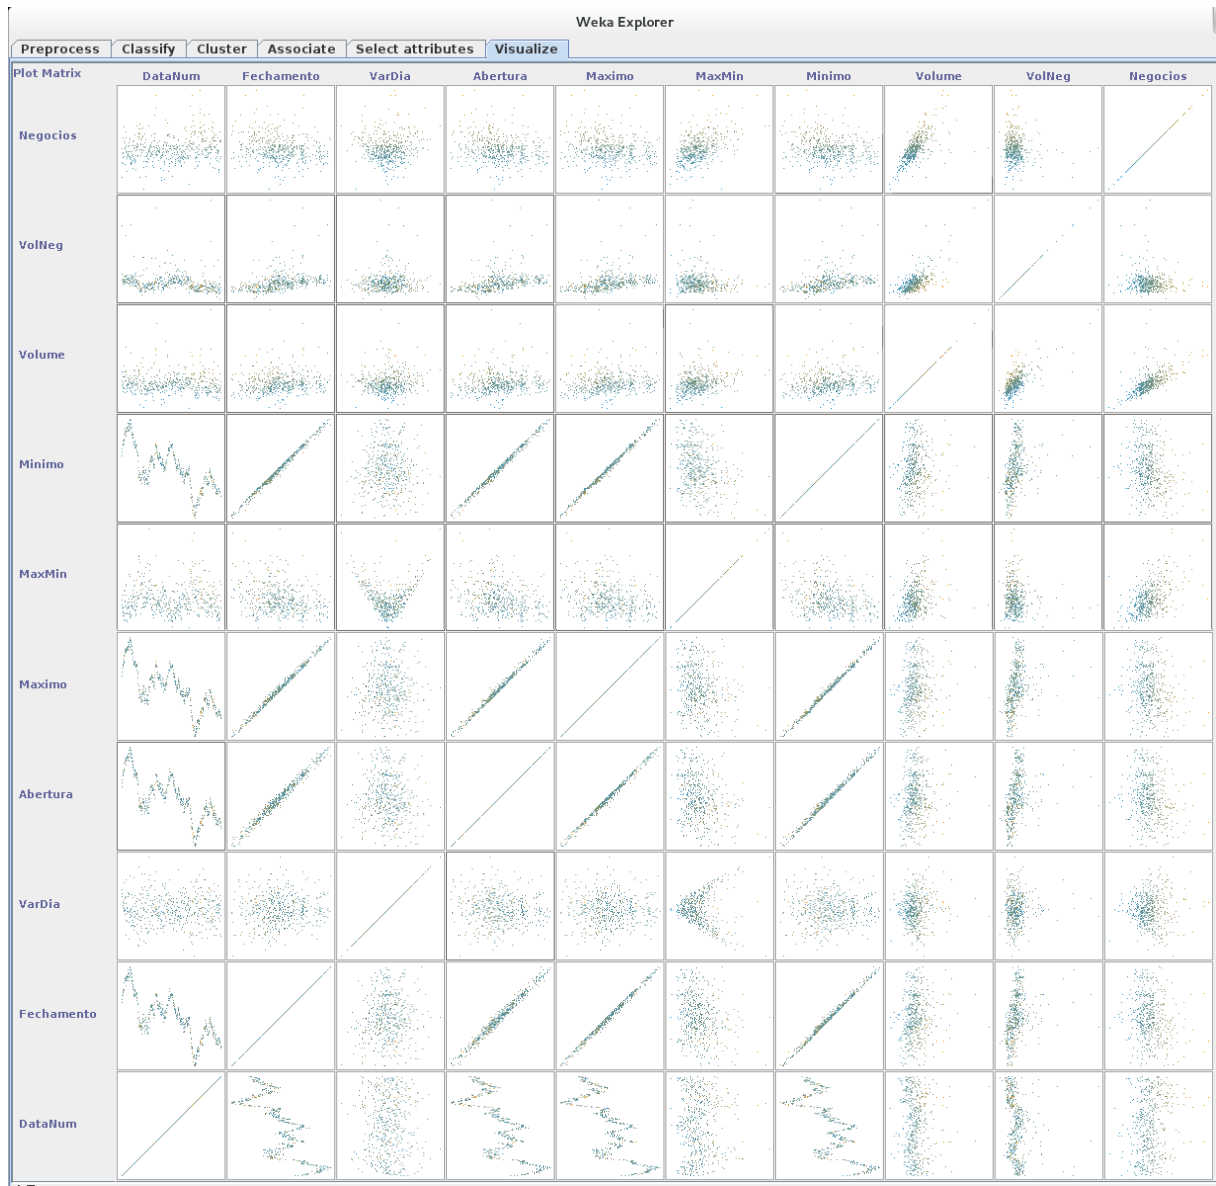 Weka Explorer
Preprocess Classify Cluster Associate Select attributes Visualize
Plot Matrix DataNum Fechamento VarDia Abertura Maximo MaxMin Minimo Volume VolNeg Negocios
Negocios
VolNeg
Volume
Minimo
MaxMin
Maximo
Abertura
VarDia
Fechamento
DataNum